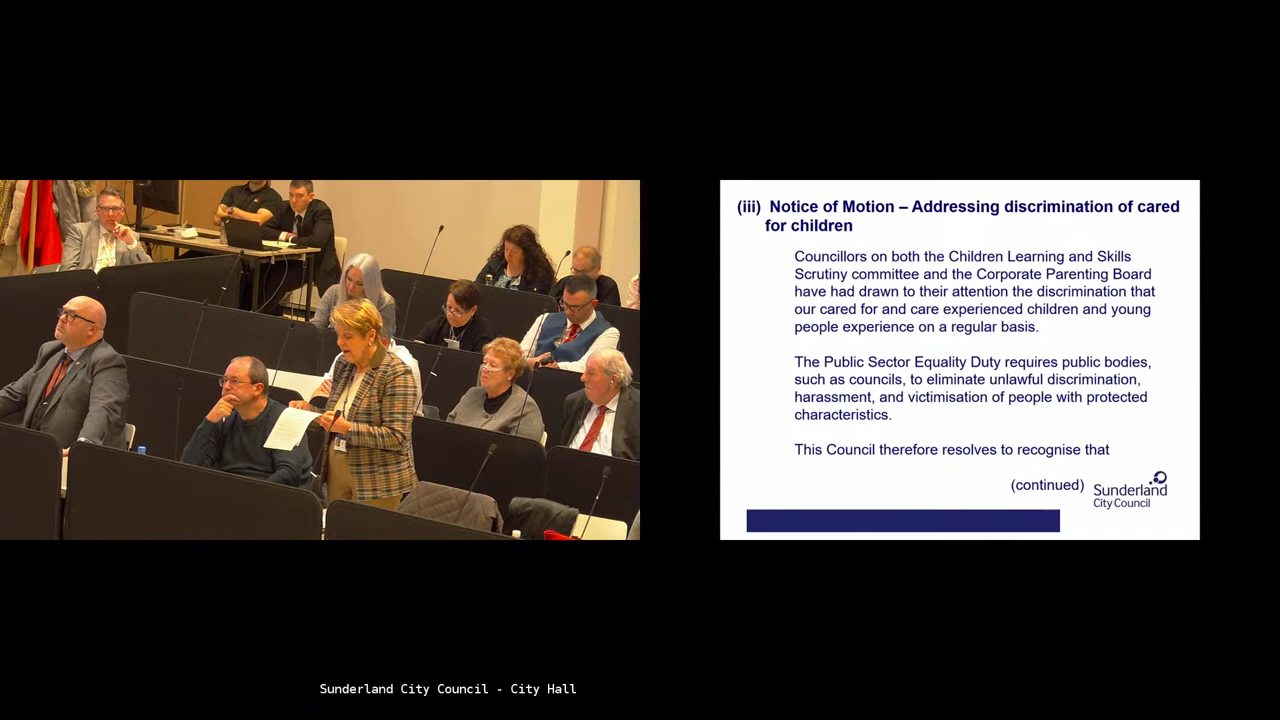 (iii) Notice of Motion – Addressing discrimination of cared
for children
Councillors on both the Children Learning and Skills
Scrutiny committee and the Corporate Parenting Board
have had drawn to their attention the discrimination that
our cared for and care experienced children and young
people experience on a regular basis.
The Public Sector Equality Duty requires public bodies,
such as councils, to eliminate unlawful discrimination,
harassment, and victimisation of people with protected
characteristics.
This Council therefore resolves to recognise that
(continued)
Sunderland
City Council
Sunderland City Council - City Hall